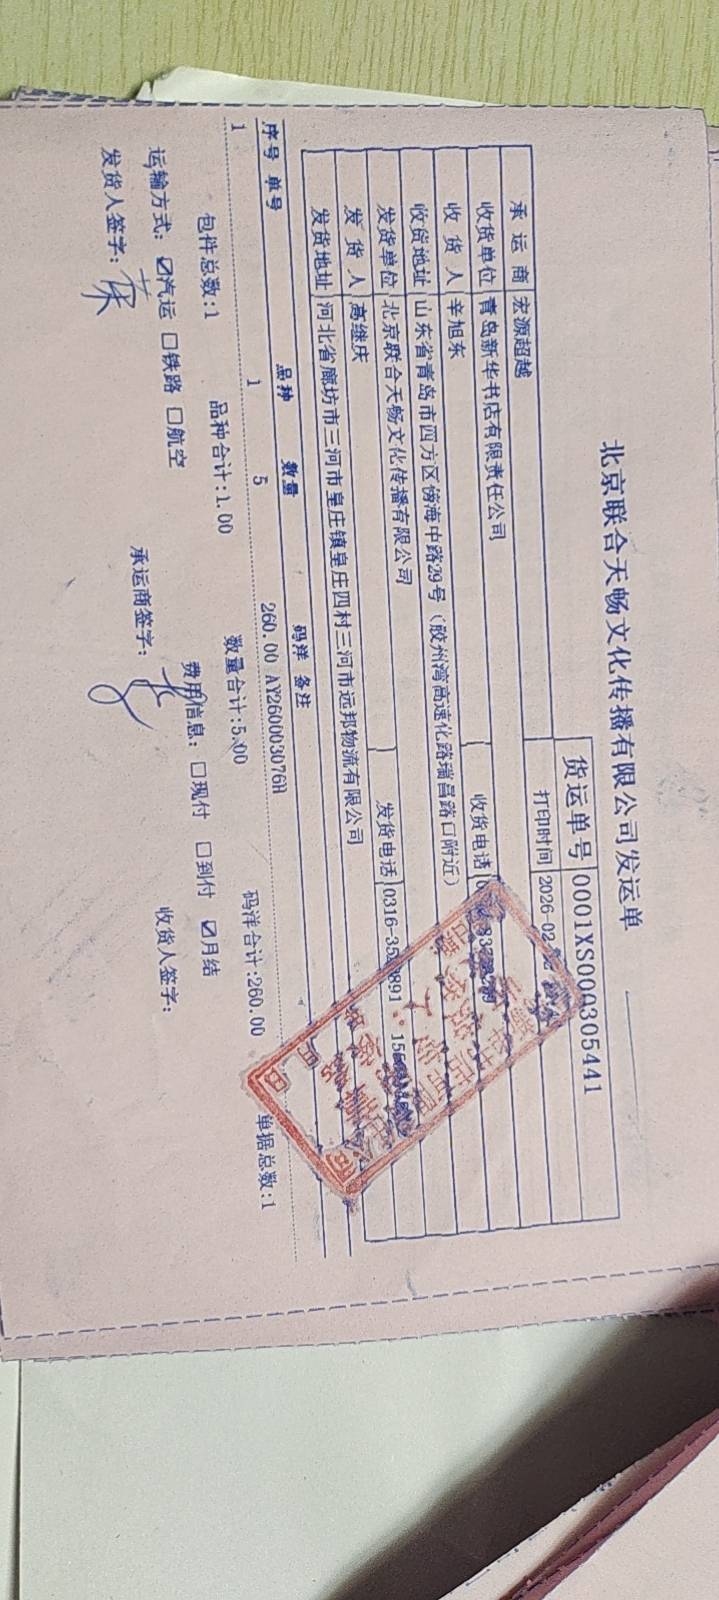 北京联合天畅文化传播有限公司发运单
货运单号 0001XS000305441
承运商 宏源超越 打印时间 2026-02
收货单位 青岛新华书店有限责任公司 收货电话
收货人 辛旭东
收货地址 山东省青岛市四方区傍海中路29号（胶州湾高速化路瑞昌路口附近）
发货单位 北京联合天畅文化传播有限公司 发货电话 0316-35 891
发货人 高继庆
发货地址 河北省廊坊市三河市皇庄镇皇庄四村三河市远邦物流有限公司
序号 单号 品种 数量 码洋 备注
1 1 5 260.00 AY260003076H
包件总数:1 品种合计:1.00 数量合计:5.00 码洋合计:260.00 单据总数:1
运输方式: ☑汽运 □铁路 □航空 费用信息: □现付 □到付 ☑月结
发货人签字: 承运商签字: 收货人签字: